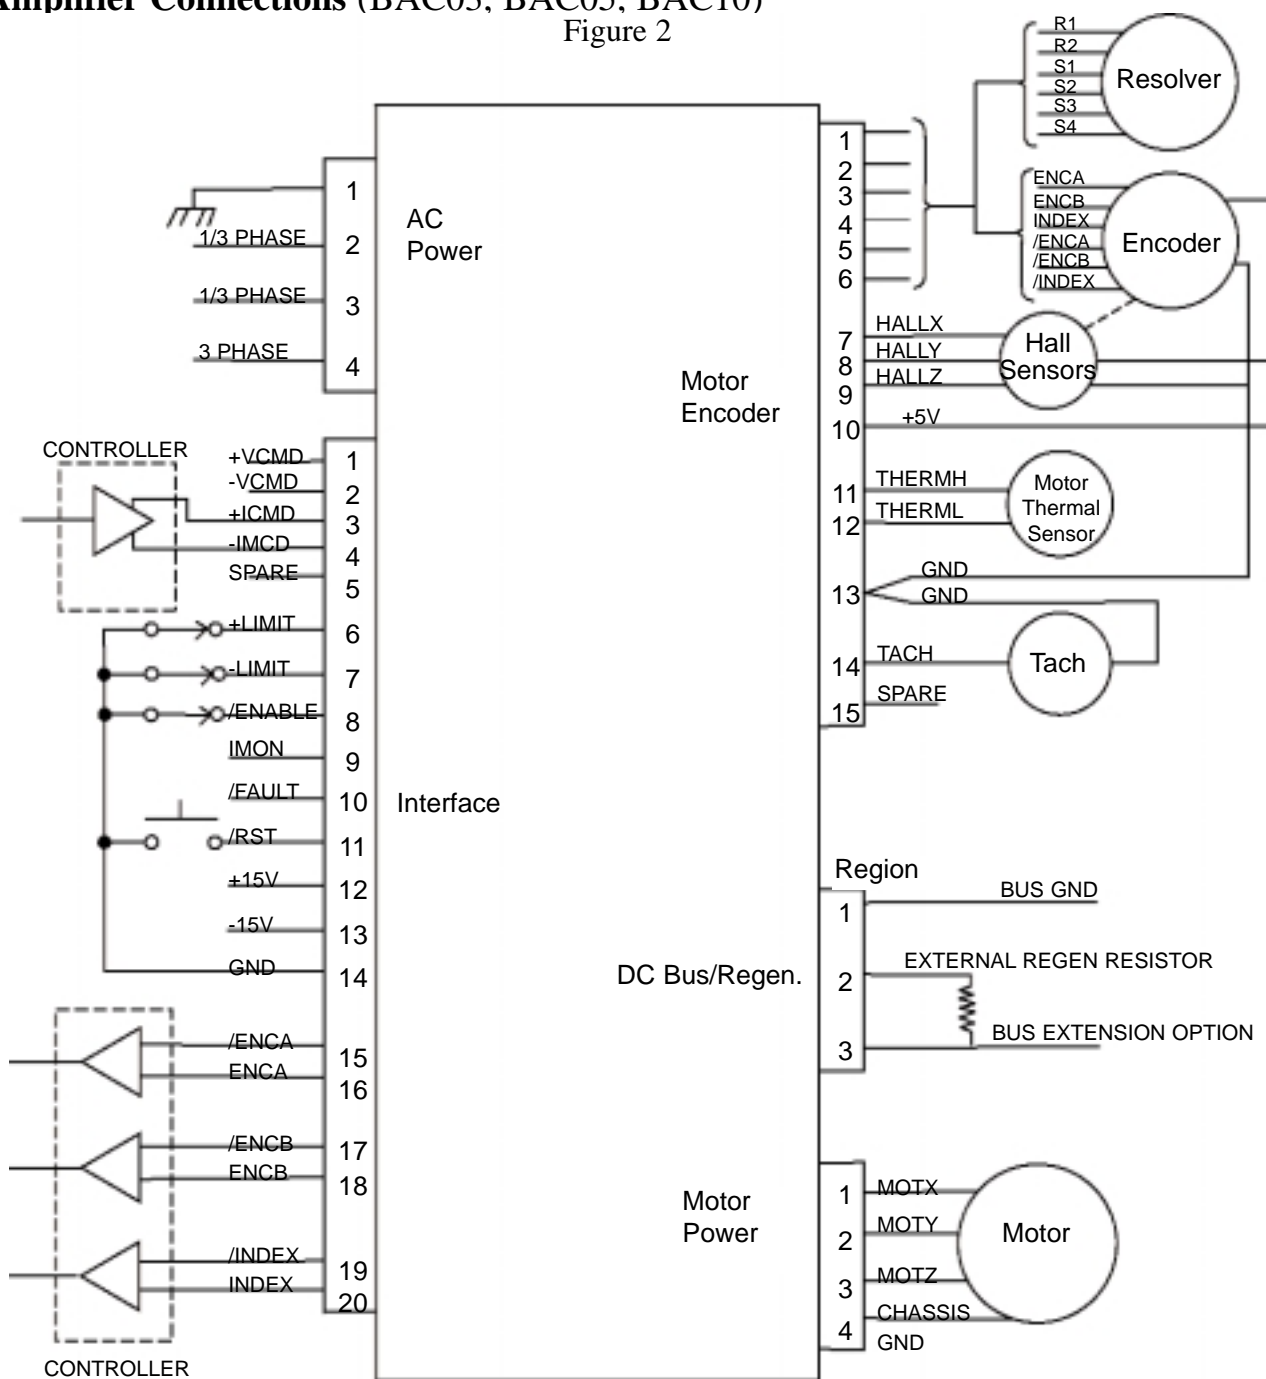 Amplifier Connections (BAC03, BAC05, BAC10)
Figure 2
R1
R2
S1
S2
S3
S4
Resolver
ENCA
ENCB
INDEX
/ENCA
/ENCB
/INDEX
Encoder
1
1/3 PHASE 2
1/3 PHASE 3
3 PHASE 4
AC
Power
1
2
3
4
5
6
7 HALLX
8 HALLY
9 HALLZ
Hall
Sensors
10 +5V
Motor
Encoder
11 THERMH
12 THERML
Motor
Thermal
Sensor
13 GND
GND
14 TACH
Tach
15 SPARE
CONTROLLER
+VCMD 1
-VCMD 2
+ICMD 3
-IMCD 4
SPARE 5
+LIMIT 6
-LIMIT 7
/ENABLE 8
IMON 9
/FAULT 10
/RST 11
+15V 12
-15V 13
GND 14
/ENCA 15
ENCA 16
/ENCB 17
ENCB 18
/INDEX 19
INDEX 20
CONTROLLER
Interface
Region
1 BUS GND
2 EXTERNAL REGEN RESISTOR
3 BUS EXTENSION OPTION
DC Bus/Regen.
Motor
Power
1 MOTX
2 MOTY
3 MOTZ
4 CHASSIS
GND
Motor